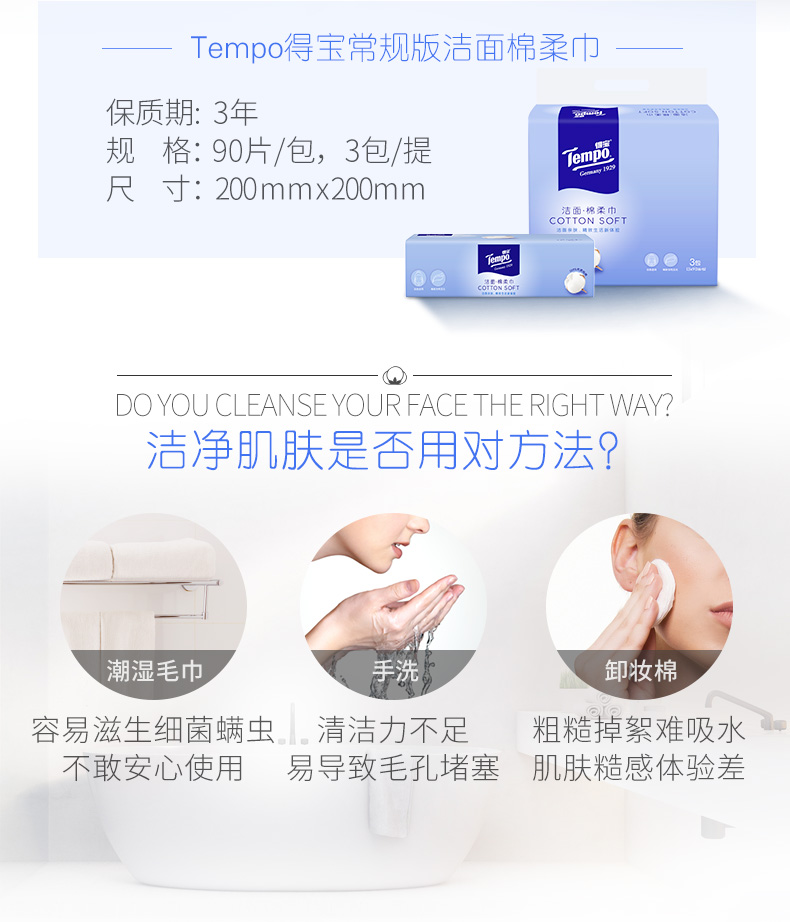 Tempo得宝常规版洁面棉柔巾
保质期: 3年
规 格: 90片/包, 3包/提
尺 寸: 200mmx200mm
得宝
Tempo
Germany 1929
洁面·棉柔巾
COTTON SOFT
3包
得宝
Tempo
洁面·棉柔巾
COTTON SOFT
DO YOU CLEANSE YOUR FACE THE RIGHT WAY?
洁净肌肤是否用对方法?
潮湿毛巾
手洗
卸妆棉
容易滋生细菌螨虫
不敢安心使用
清洁力不足
易导致毛孔堵塞
粗糙掉絮难吸水
肌肤糙感体验差